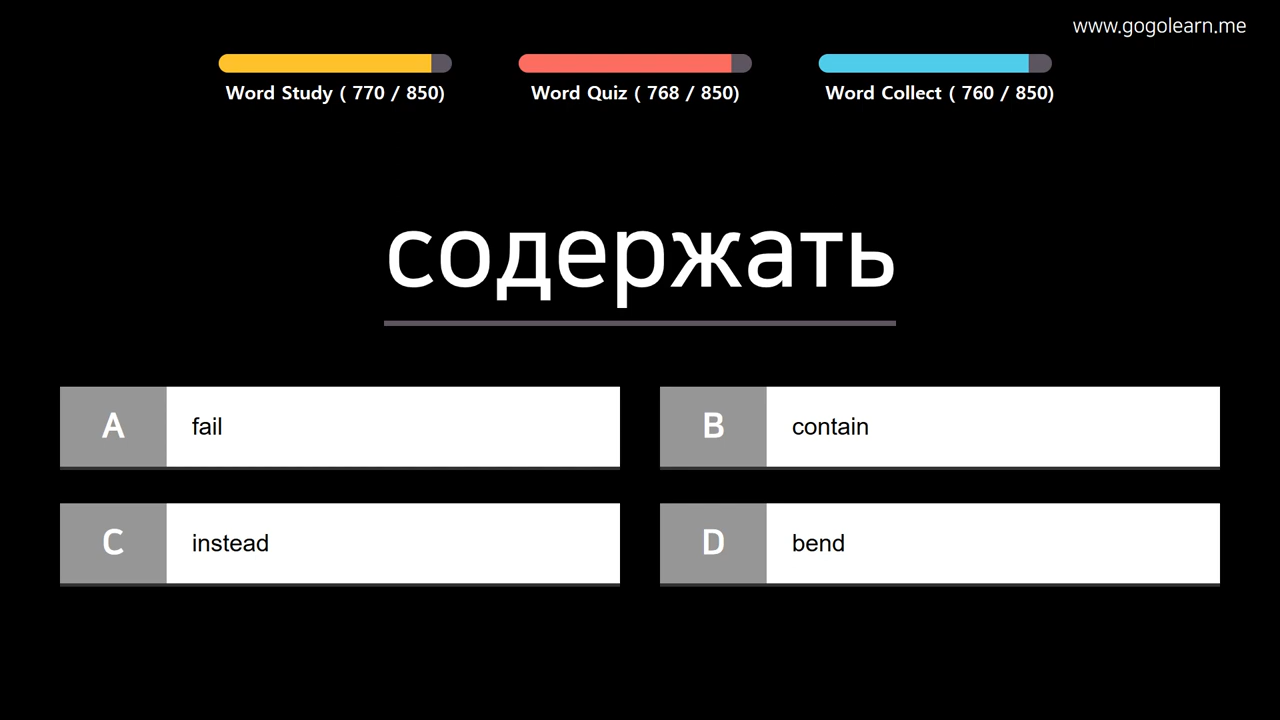 www.gogolearn.me
Word Study ( 770 / 850)
Word Quiz ( 768 / 850)
Word Collect ( 760 / 850)
содержать
A fail
B contain
C instead
D bend